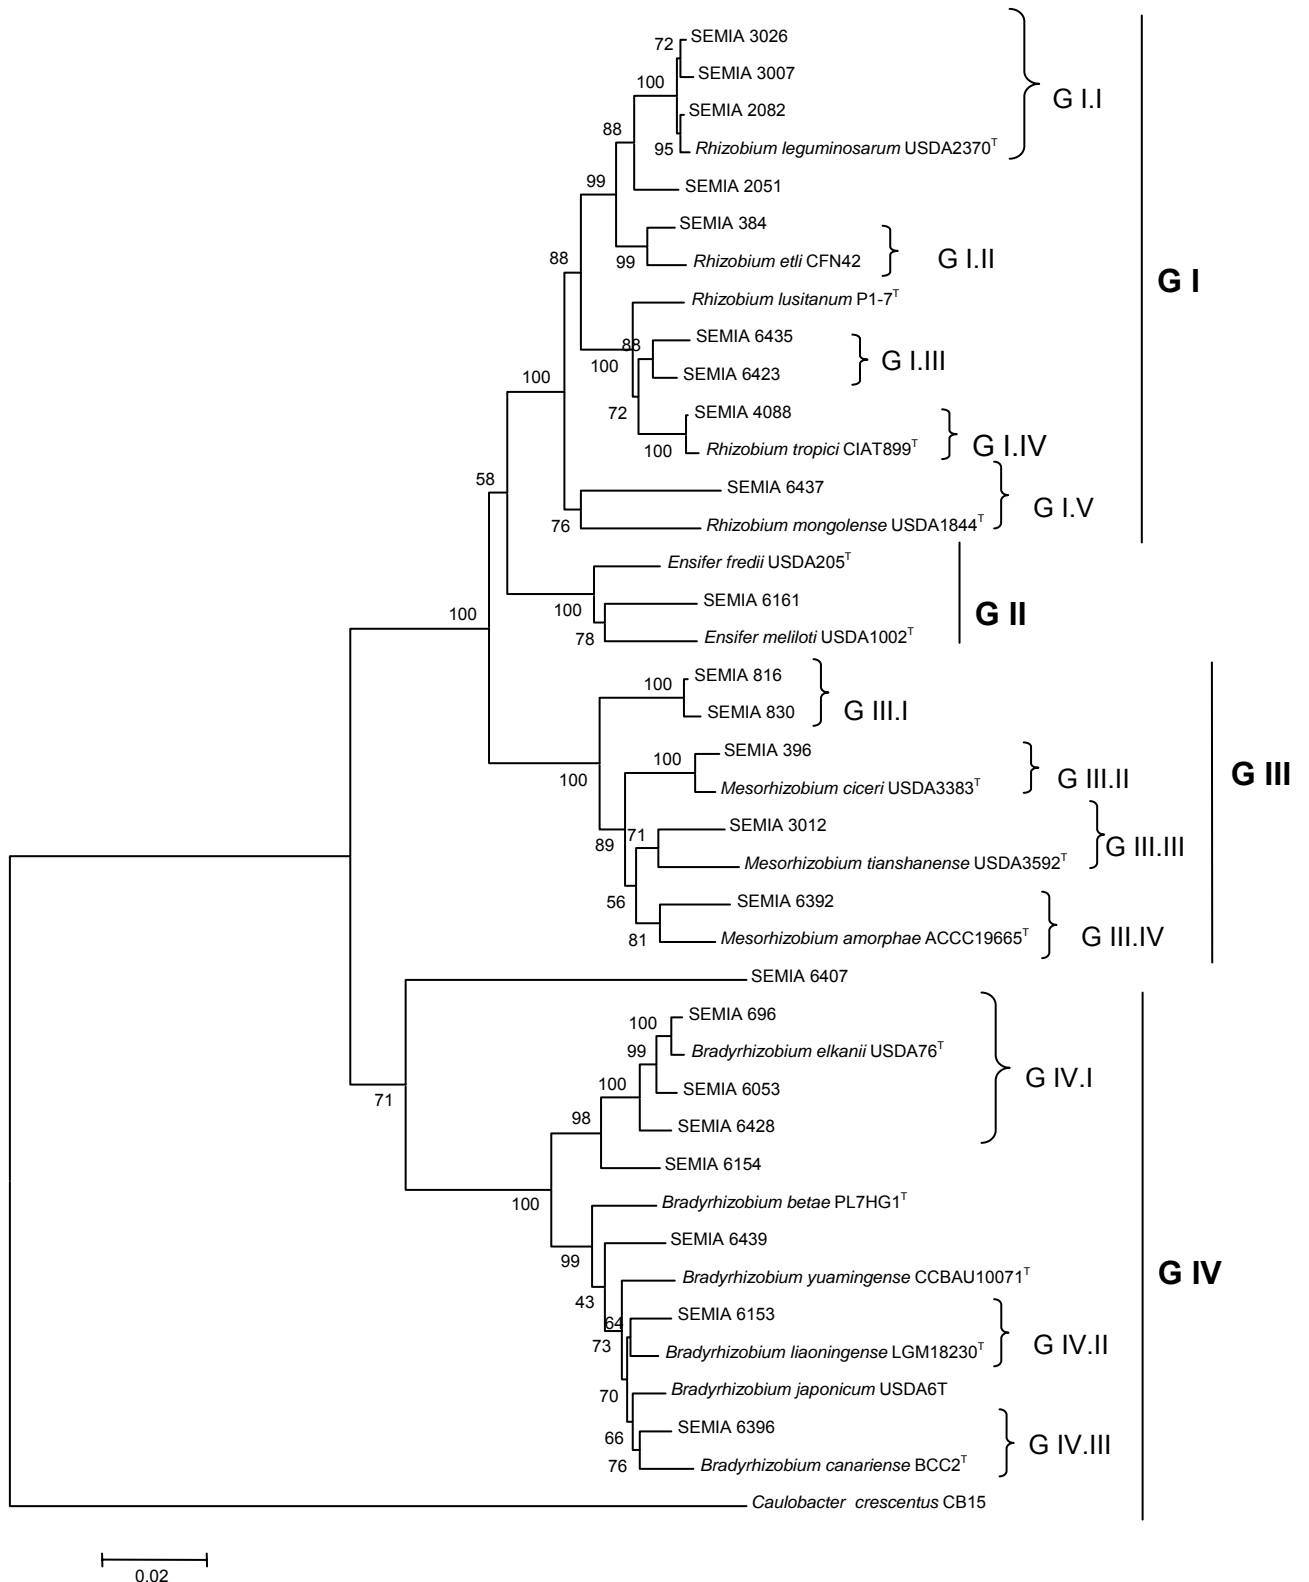 SEMIA 3026
72
SEMIA 3007
100
G I.I
SEMIA 2082
88
95
Rhizobium leguminosarum USDA2370T
99
SEMIA 2051
SEMIA 384
88
99
Rhizobium etli CFN42
G I.II
G I
Rhizobium lusitanum P1-7T
SEMIA 6435
88
100
G I.III
SEMIA 6423
100
72
SEMIA 4088
100
Rhizobium tropici CIAT899T
G I.IV
58
SEMIA 6437
G I.V
76
Rhizobium mongolense USDA1844T
Ensifer fredii USDA205T
100
SEMIA 6161
G II
100
78
Ensifer meliloti USDA1002T
SEMIA 816
100
SEMIA 830
G III.I
SEMIA 396
100
100
Mesorhizobium ciceri USDA3383T
G III.II
G III
SEMIA 3012
71
89
G III.III
Mesorhizobium tianshanense USDA3592T
56
SEMIA 6392
81
Mesorhizobium amorphae ACCC19665T
G III.IV
SEMIA 6407
SEMIA 696
100
99
Bradyrhizobium elkanii USDA76T
G IV.I
100
SEMIA 6053
71
98
SEMIA 6428
SEMIA 6154
100
Bradyrhizobium betae PL7HG1T
SEMIA 6439
99
G IV
Bradyrhizobium yuamingense CCBAU10071T
43
SEMIA 6153
64
73
Bradyrhizobium liaoningense LGM18230T
G IV.II
70
Bradyrhizobium japonicum USDA6T
SEMIA 6396
66
G IV.III
76
Bradyrhizobium canariense BCC2T
Caulobacter crescentus CB15
0.02